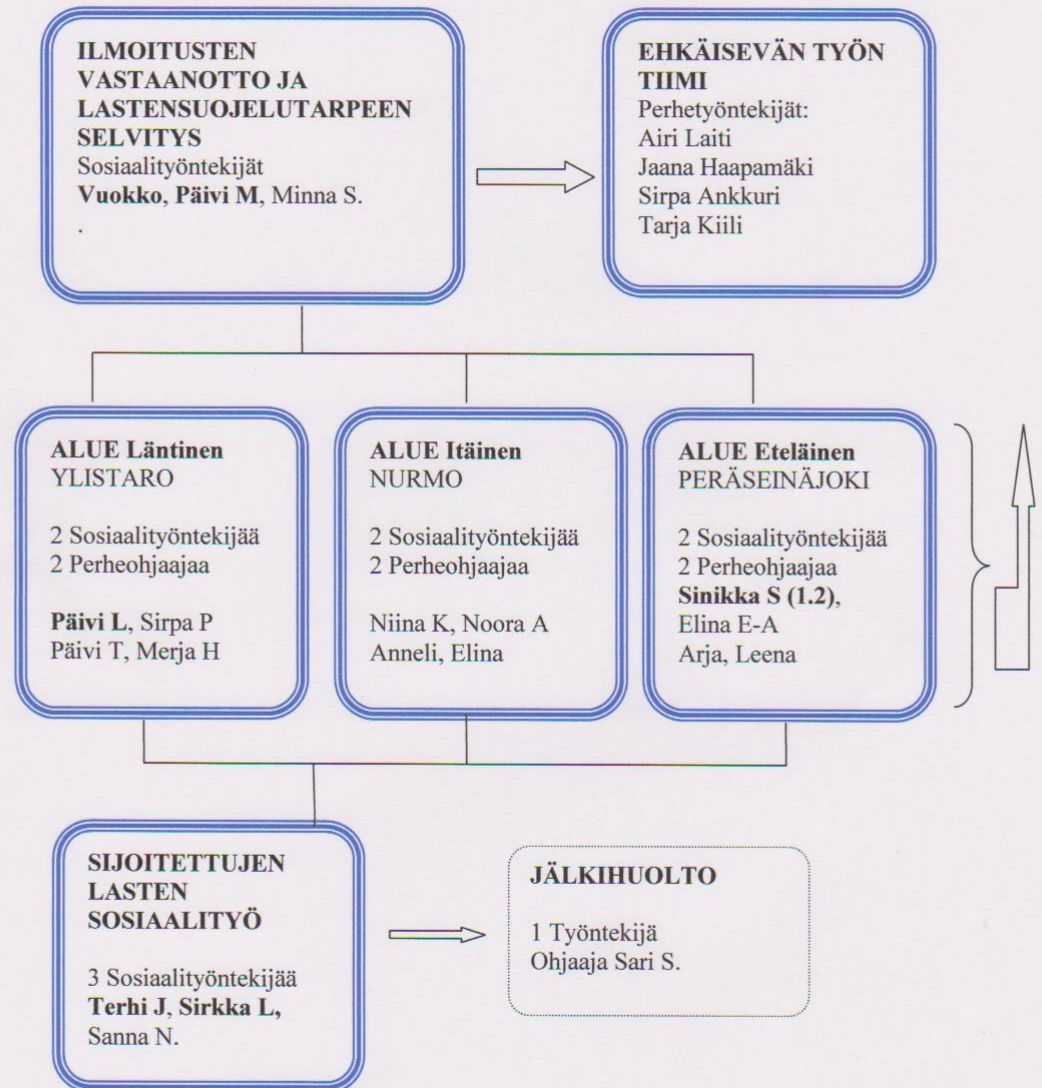 ILMOITUSTEN
VASTAANOTTO JA
LASTENSUOJELUTARPEEN
SELVITYS
Sosiaalityöntekijät
Vuokko, Päivi M, Minna S.
.
EHKÄISEVÄN TYÖN
TIIMI
Perhetyöntekijät:
Airi Laiti
Jaana Haapamäki
Sirpa Ankkuri
Tarja Kiili
ALUE Läntinen
YLISTARO
2 Sosiaalityöntekijää
2 Perheohjaajaa
Päivi L, Sirpa P
Päivi T, Merja H
ALUE Itäinen
NURMO
2 Sosiaalityöntekijää
2 Perheohjaajaa
Niina K, Noora A
Anneli, Elina
ALUE Eteläinen
PERÄSEINÄJOKI
2 Sosiaalityöntekijää
2 Perheohjaajaa
Sinikka S (1.2),
Elina E-A
Arja, Leena
SIJOITETTUJEN
LASTEN
SOSIAALITYÖ
3 Sosiaalityöntekijää
Terhi J, Sirkka L,
Sanna N.
JÄLKIHUOLTO
1 Työntekijä
Ohjaaja Sari S.